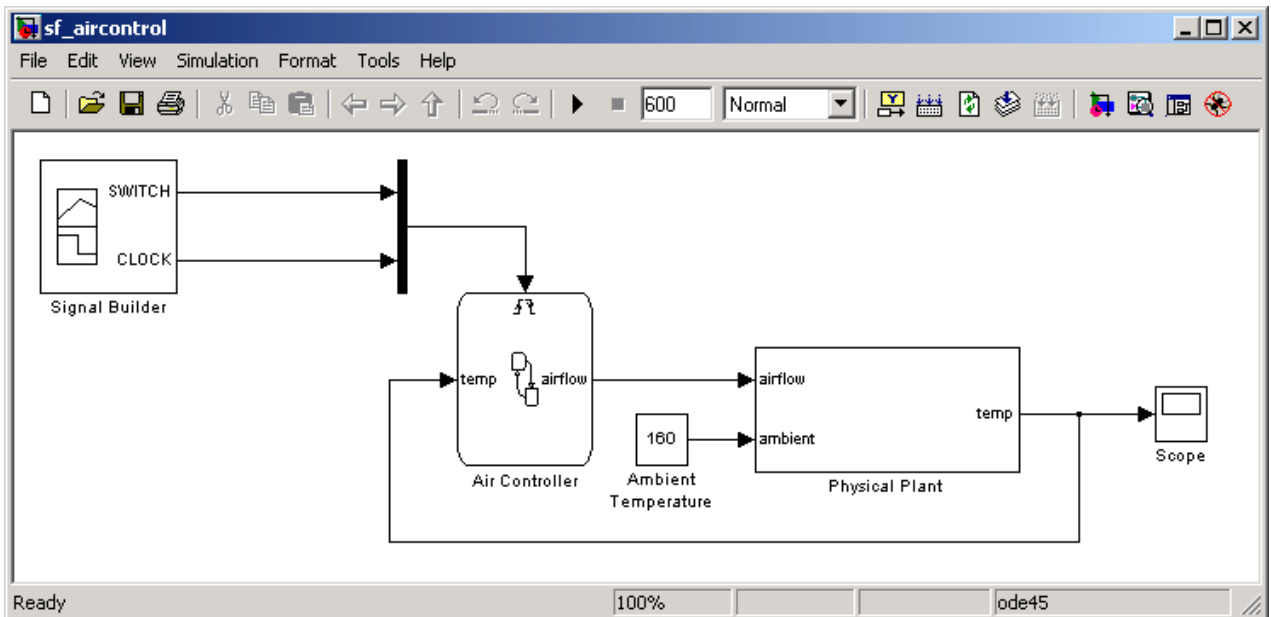 sf_aircontrol
File Edit View Simulation Format Tools Help
600 Normal
SWITCH
CLOCK
Signal Builder
temp airflow
Air Controller
160
Ambient
Temperature
airflow
temp
ambient
Physical Plant
Scope
Ready 100% ode45